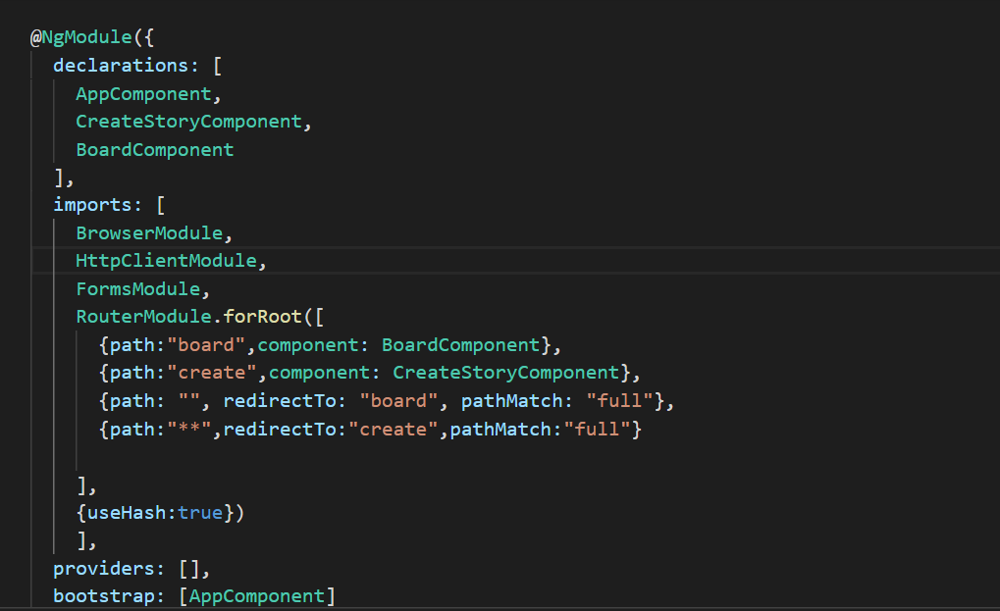 @NgModule({
  declarations: [
    AppComponent,
    CreateStoryComponent,
    BoardComponent
  ],
  imports: [
    BrowserModule,
    HttpClientModule,
    FormsModule,
    RouterModule.forRoot([
      {path:"board",component: BoardComponent},
      {path:"create",component: CreateStoryComponent},
      {path: "", redirectTo: "board", pathMatch: "full"},
      {path:"**",redirectTo:"create",pathMatch:"full"}
    ],
    {useHash:true})
    ],
  providers: [],
  bootstrap: [AppComponent]